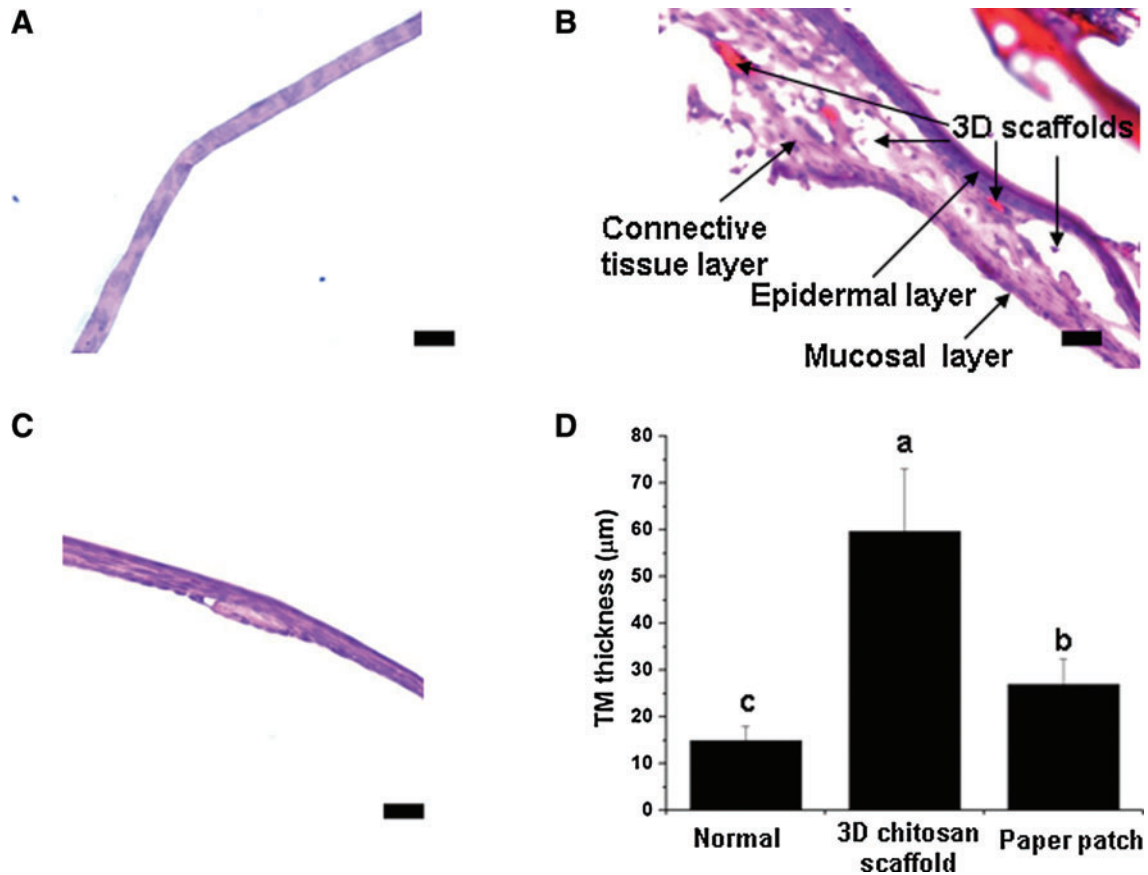 A
B
3D scaffolds
Connective
tissue layer
Epidermal layer
Mucosal layer
C
D
TM thickness (μm)
80
70
60
50
40
30
20
10
0
c
a
b
Normal
3D chitosan
scaffold
Paper patch